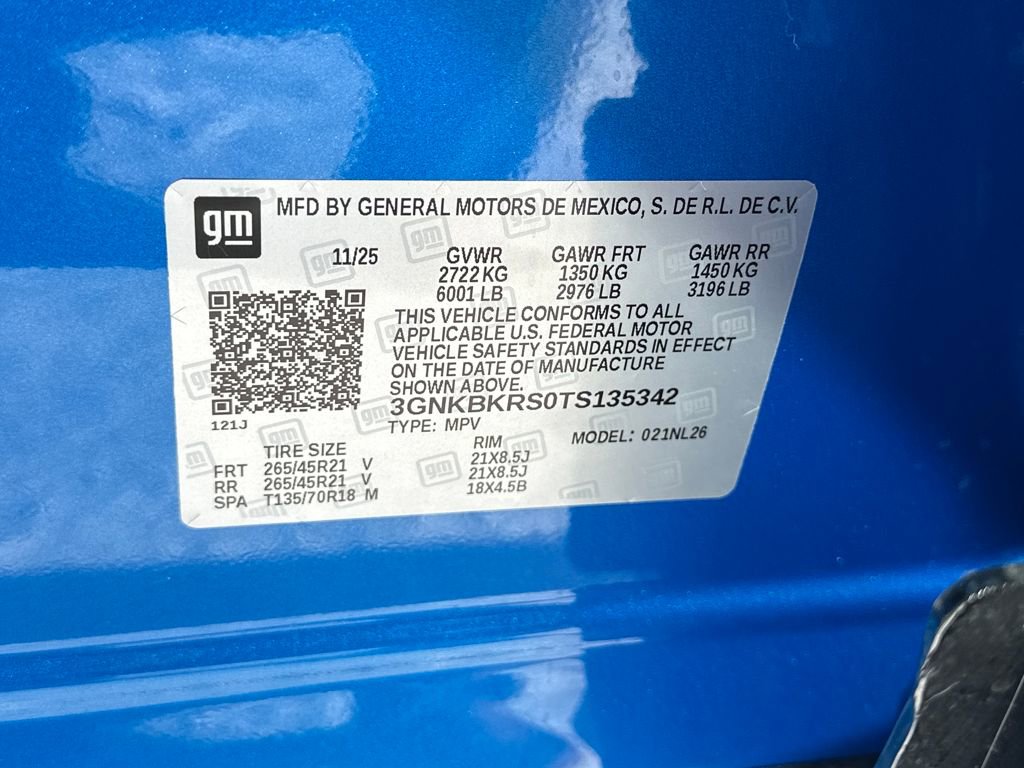 gm MFD BY GENERAL MOTORS DE MEXICO, S. DE R.L. DE C.V.
11/25 GVWR GAWR FRT GAWR RR
2722 KG 1350 KG 1450 KG
6001 LB 2976 LB 3196 LB
THIS VEHICLE CONFORMS TO ALL
APPLICABLE U.S. FEDERAL MOTOR
VEHICLE SAFETY STANDARDS IN EFFECT
ON THE DATE OF MANUFACTURE
SHOWN ABOVE.
3GNKBKRS0TS135342
121J TYPE: MPV MODEL: 021NL26
TIRE SIZE RIM
FRT 265/45R21 V 21X8.5J
RR 265/45R21 V 21X8.5J
SPA T135/70R18 M 18X4.5B